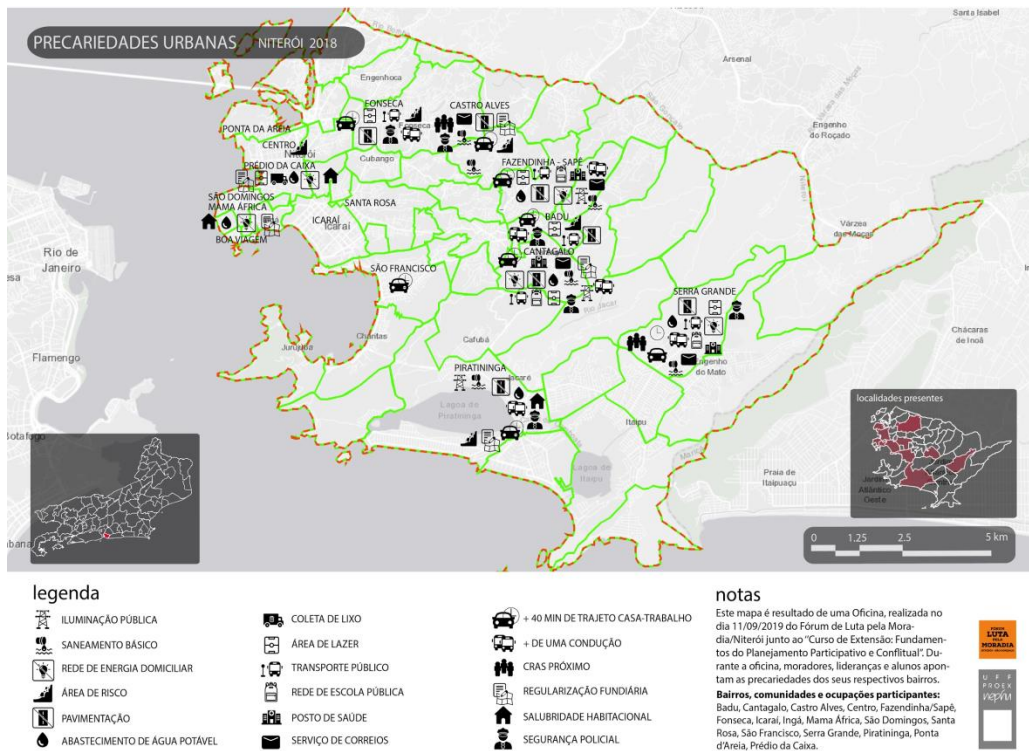 PRECARIEDADES URBANAS NITERÓI 2018
Santa Isabel
Arsenal
Engenho
do Roçado
Engenhoca
FONSECA
CASTRO ALVES
PONTA DA AREIA
CENTRO
Niterói
Cubango
PRÉDIO DA CAIXA
FAZENDINHA - SAPÊ
SÃO DOMINGOS
MAMA ÁFRICA
SANTA ROSA
ICARAÍ
Icaraí
BADU
BOA VIAGEM
Várzea
das Moças
Rio de
Janeiro
CANTAGALO
SÃO FRANCISCO
SERRA GRANDE
Charitas
Jurujuba
Cafubá
Chácaras
de Inoã
Flamengo
Engenho
do Mato
PIRATININGA
Jacaré
Lagoa de
Piratininga
Itaipu
Lagoa de
Itaipu
Praia de
Itaipuaçu
Botafogo
localidades presentes
Atlântico
Oeste
0 1.25 2.5 5 km
legenda
ILUMINAÇÃO PÚBLICA
SANEAMENTO BÁSICO
REDE DE ENERGIA DOMICILIAR
ÁREA DE RISCO
PAVIMENTAÇÃO
ABASTECIMENTO DE ÁGUA POTÁVEL
COLETA DE LIXO
ÁREA DE LAZER
TRANSPORTE PÚBLICO
REDE DE ESCOLA PÚBLICA
POSTO DE SAÚDE
SERVIÇO DE CORREIOS
+ 40 MIN DE TRAJETO CASA-TRABALHO
+ DE UMA CONDUÇÃO
CRAS PRÓXIMO
REGULARIZAÇÃO FUNDIÁRIA
SALUBRIDADE HABITACIONAL
SEGURANÇA POLICIAL
notas
Este mapa é resultado de uma Oficina, realizada no
dia 11/09/2019 do Fórum de Luta pela Mora-
dia/Niterói junto ao "Curso de Extensão: Fundamen-
tos do Planejamento Participativo e Conflitual". Du-
rante a oficina, moradores, lideranças e alunos apon-
tam as precariedades dos seus respectivos bairros.
Bairros, comunidades e ocupações participantes:
Badu, Cantagalo, Castro Alves, Centro, Fazendinha/Sapê,
Fonseca, Icaraí, Ingá, Mama África, São Domingos, Santa
Rosa, São Francisco, Serra Grande, Piratininga, Ponta
d'Areia, Prédio da Caixa.
FÓRUM
LUTA
PELA
MORADIA
UFF
PROEX
nephu